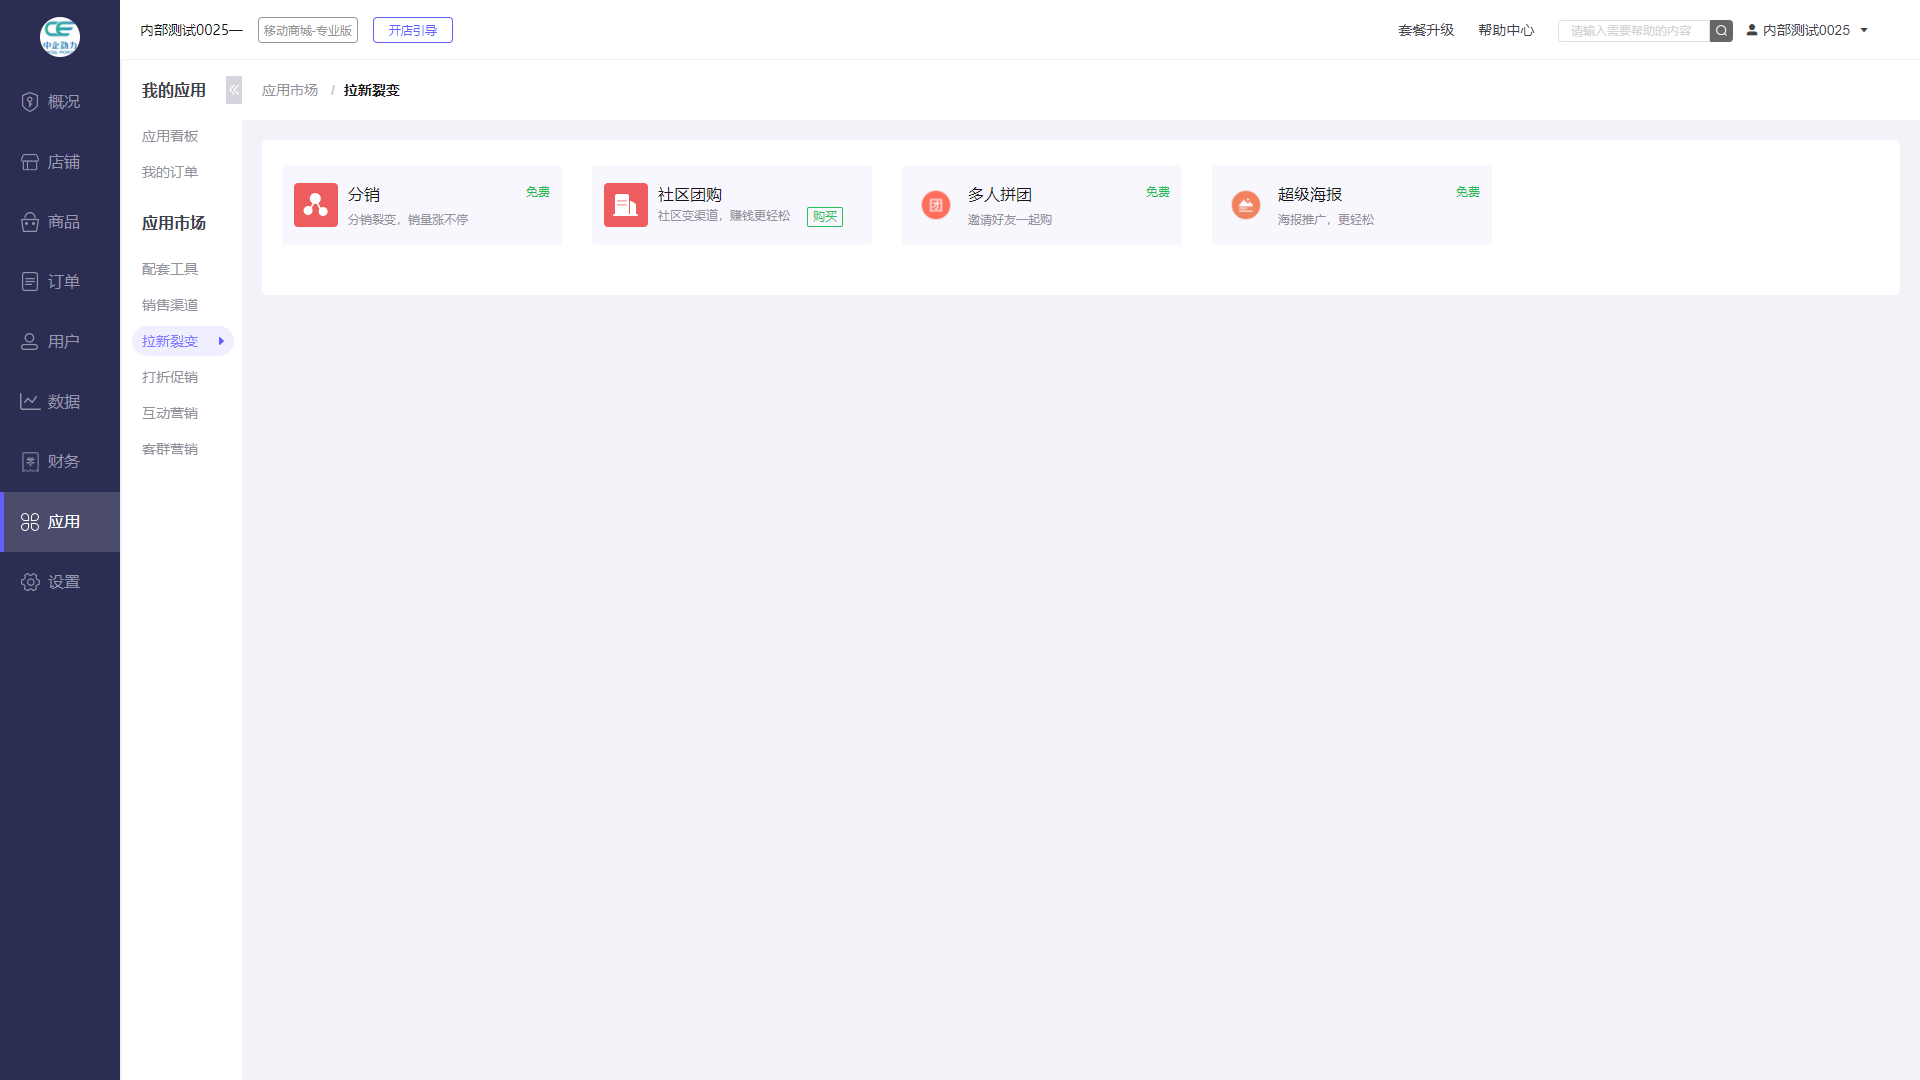 内部测试0025—
移动商城-专业版
开店引导
套餐升级
帮助中心
请输入需要帮助的内容
内部测试0025
中企动力
概况
店铺
商品
订单
用户
数据
财务
应用
设置
我的应用
应用看板
我的订单
应用市场
配套工具
销售渠道
拉新裂变
打折促销
互动营销
客群营销
应用市场 / 拉新裂变
分销
免费
分销裂变，销量涨不停
社区团购
社区变渠道，赚钱更轻松
购买
团
多人拼团
免费
邀请好友一起购
超级海报
免费
海报推广，更轻松